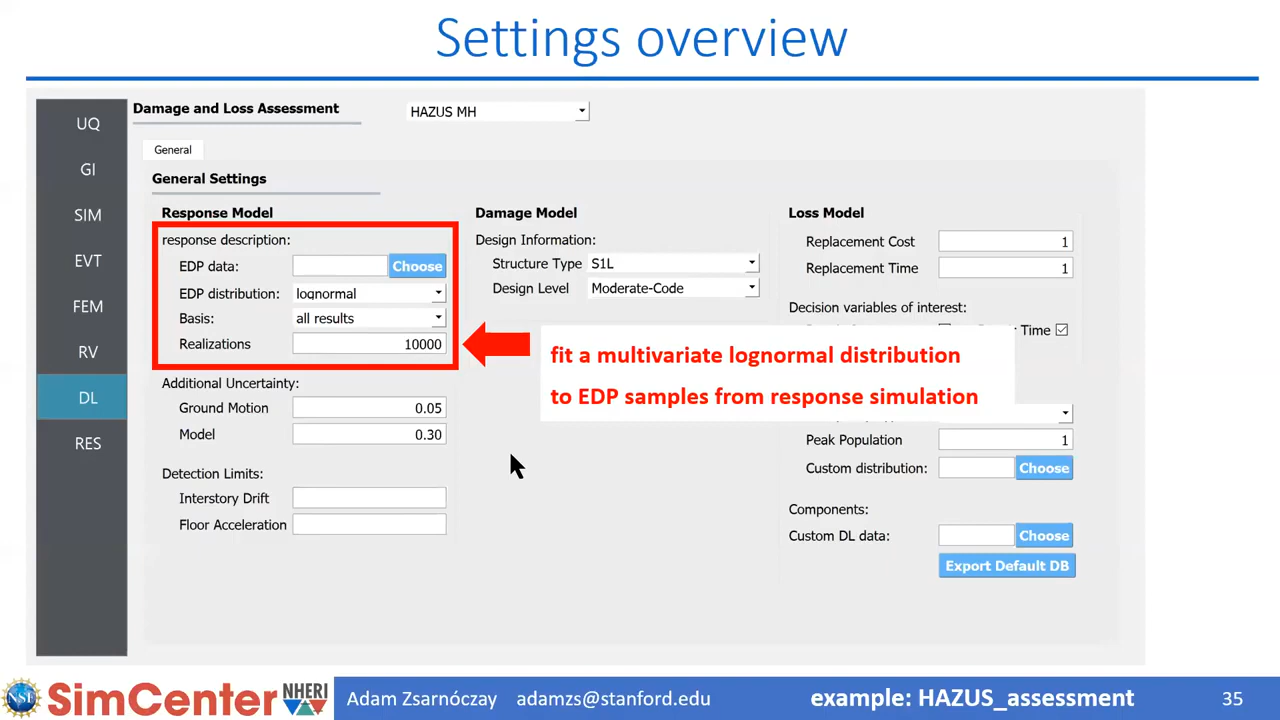 Settings overview
UQ
GI
SIM
EVT
FEM
RV
DL
RES
Damage and Loss Assessment
HAZUS MH
General
General Settings
Response Model
response description:
EDP data:
Choose
EDP distribution: lognormal
Basis: all results
Realizations 10000
Additional Uncertainty:
Ground Motion 0.05
Model 0.30
Detection Limits:
Interstory Drift
Floor Acceleration
Damage Model
Design Information:
Structure Type S1L
Design Level Moderate-Code
fit a multivariate lognormal distribution
to EDP samples from response simulation
Loss Model
Replacement Cost 1
Replacement Time 1
Decision variables of interest:
Time
Peak Population 1
Custom distribution: Choose
Components:
Custom DL data: Choose
Export Default DB
NSF
SimCenter
NHERI
Adam Zsarnóczay adamzs@stanford.edu
example: HAZUS_assessment
35